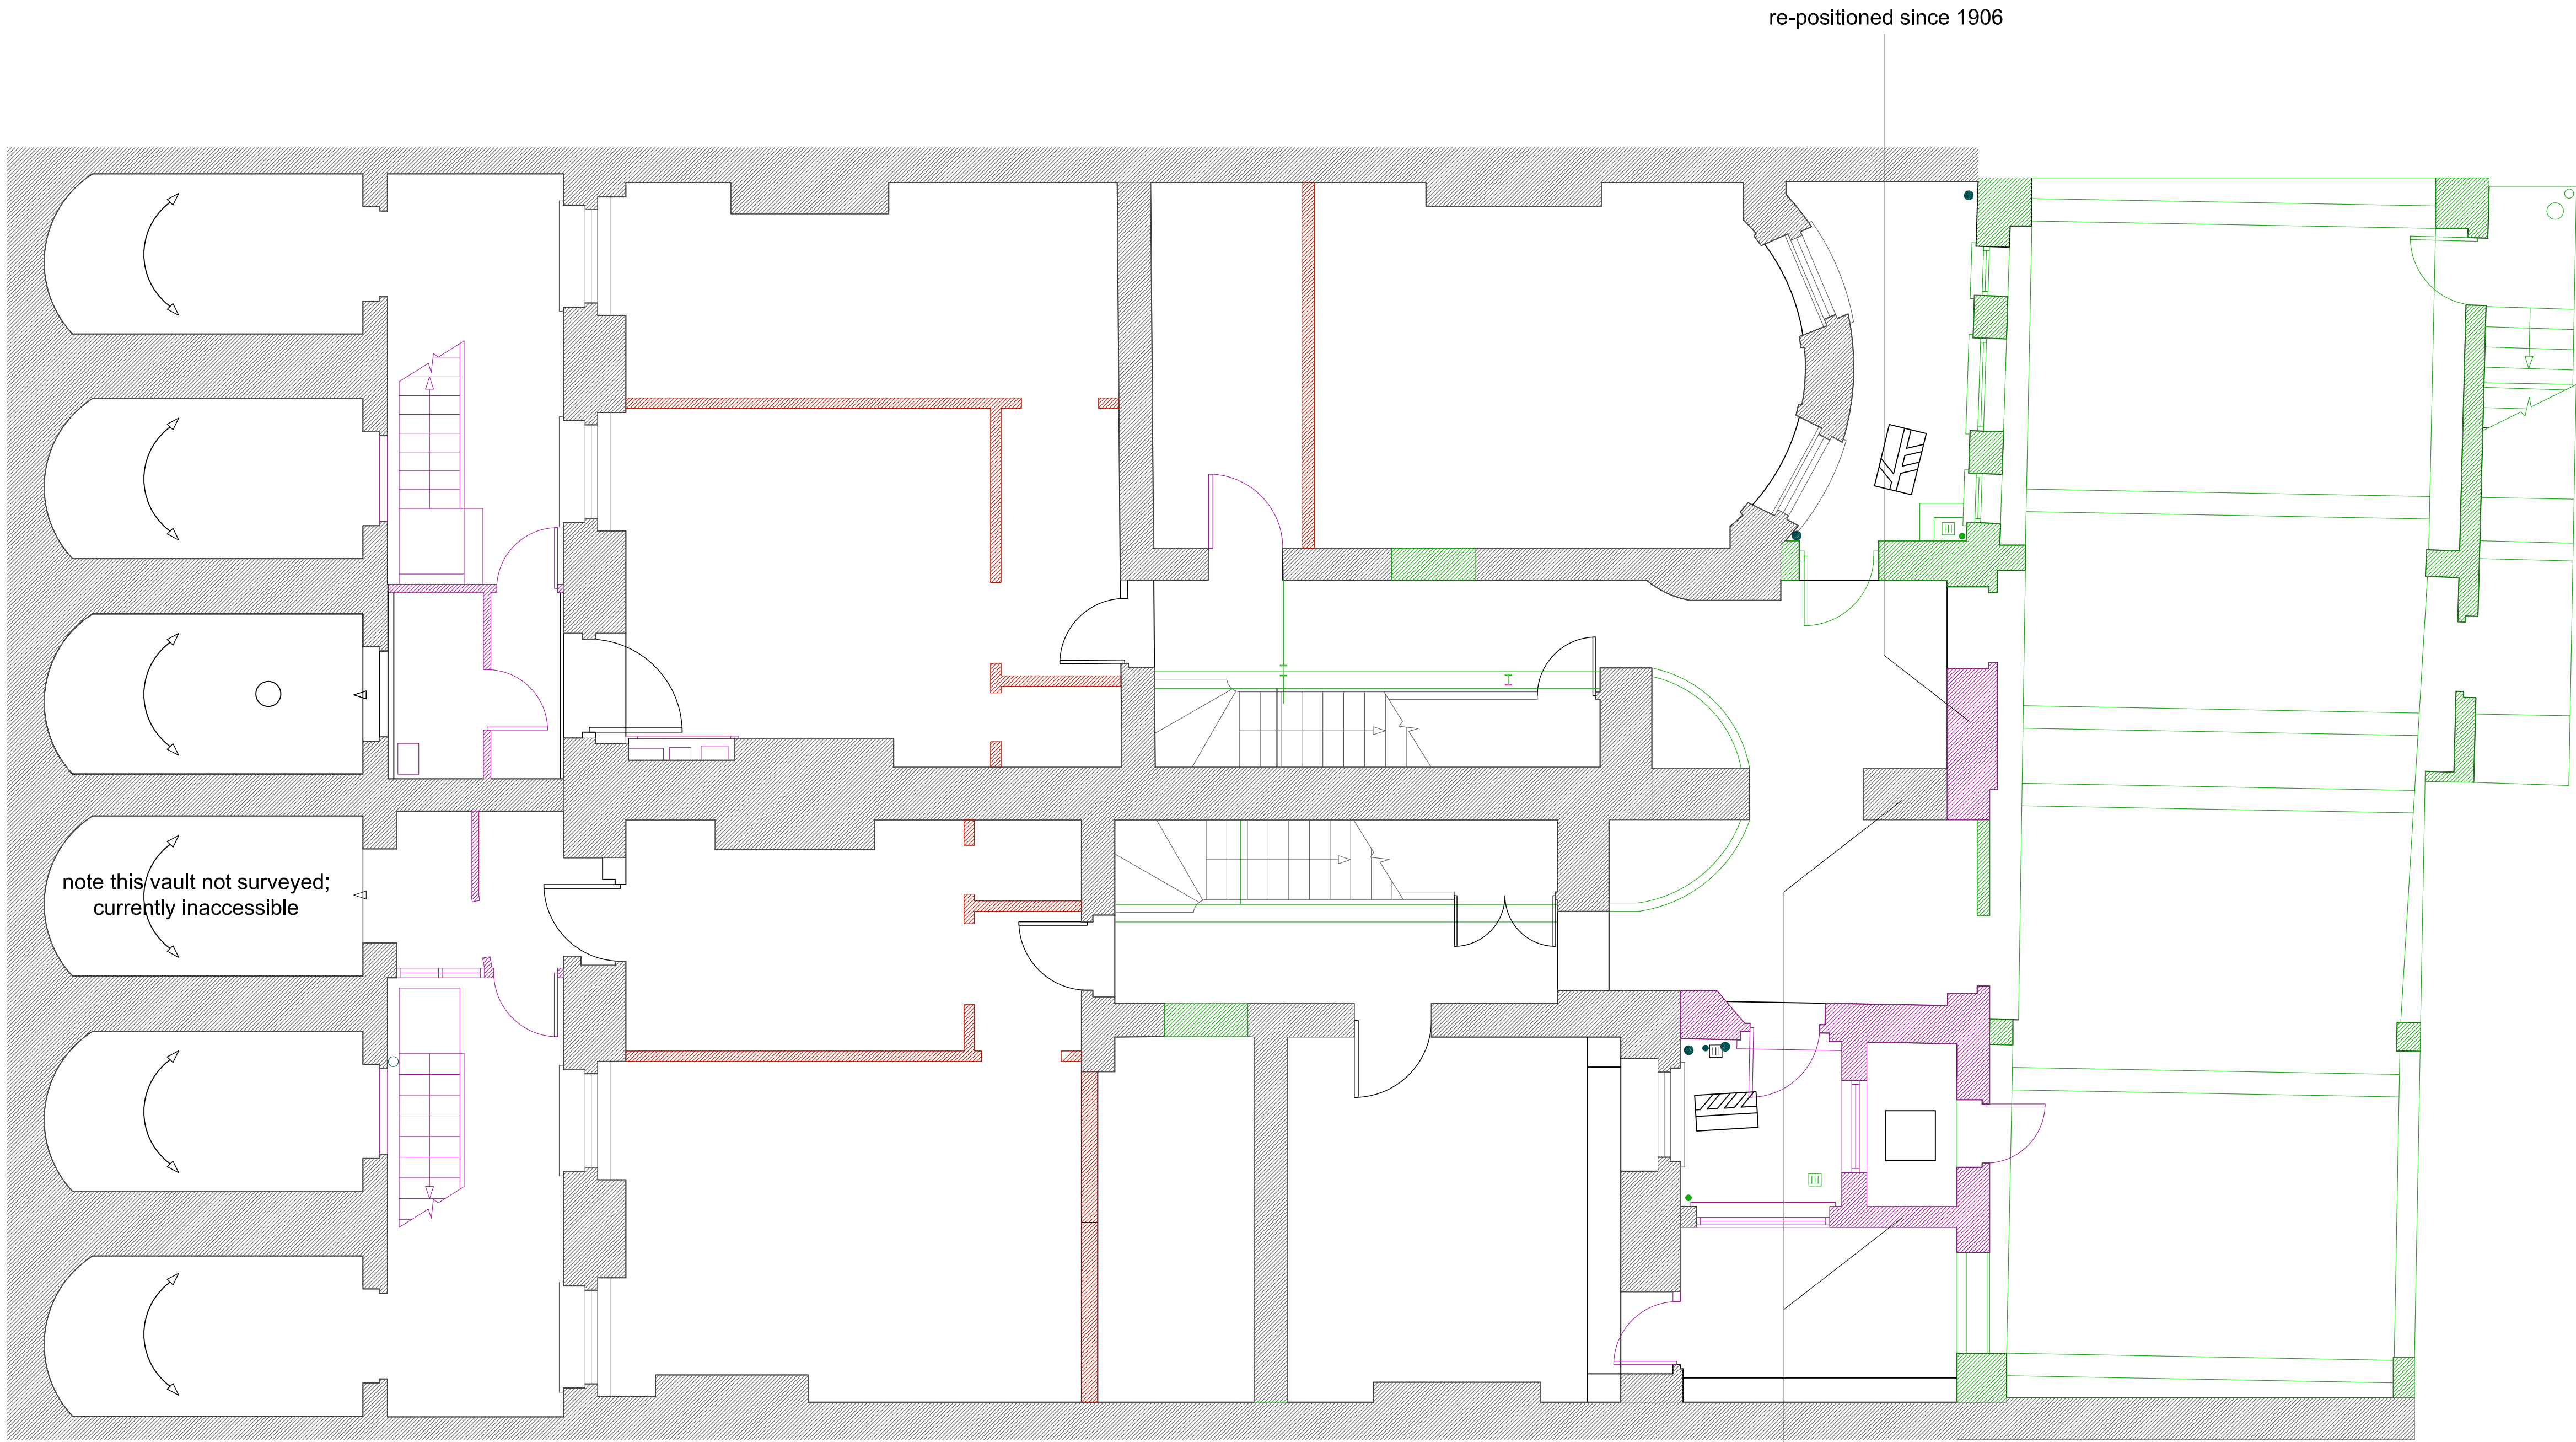 re-positioned since 1906
note this vault not surveyed;
currently inaccessible